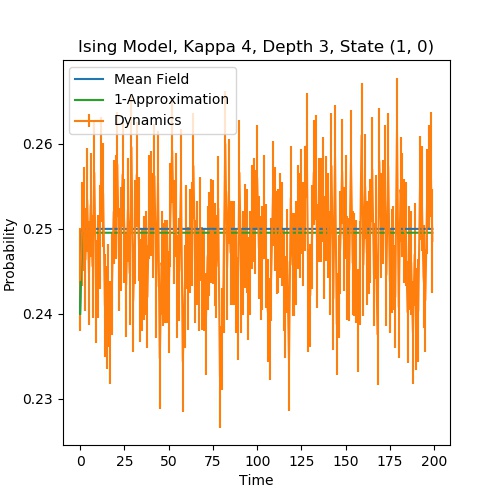 Ising Model, Kappa 4, Depth 3, State (1, 0)
Mean Field
1-Approximation
Dynamics
Probability
0.26
0.25
0.24
0.23
0 25 50 75 100 125 150 175 200
Time